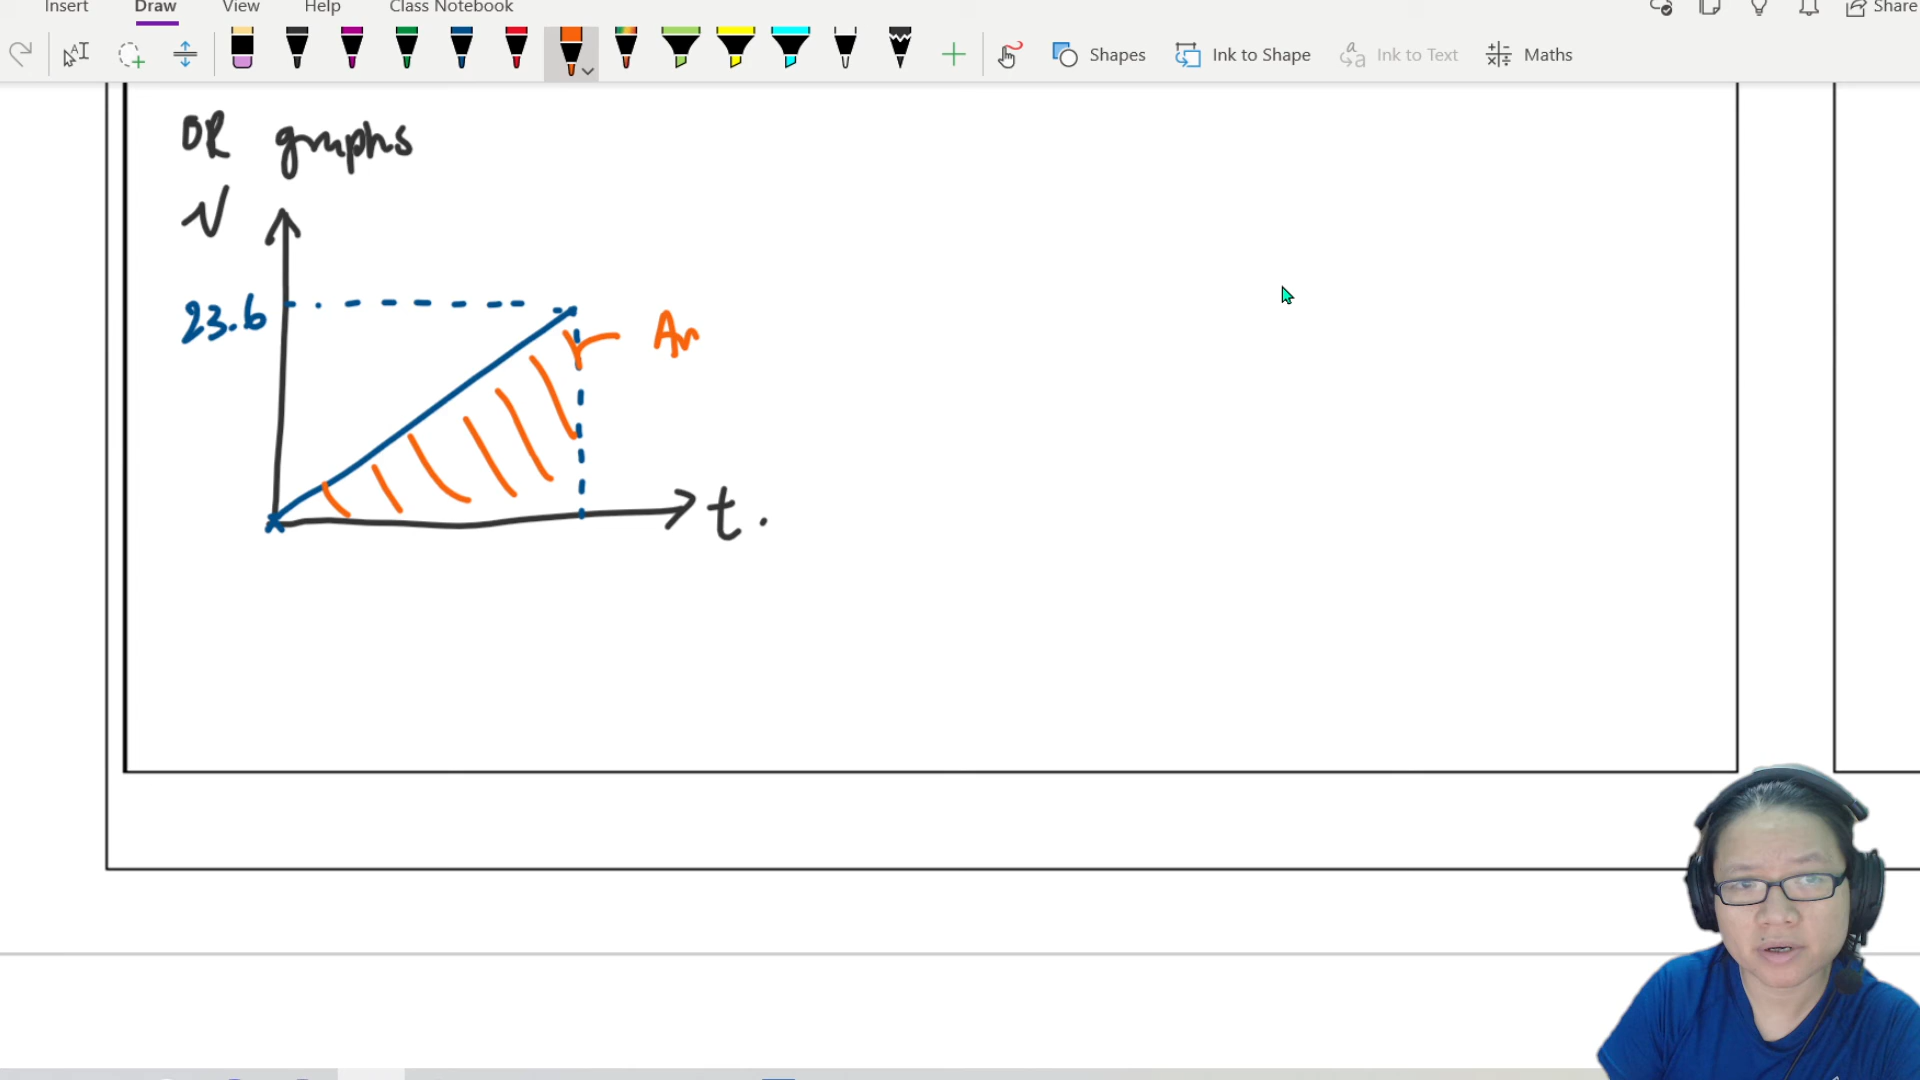 Insert Draw View Help Class Notebook Share
Shapes Ink to Shape Ink to Text Maths
OR graphs
v
23.6
Ar
t.